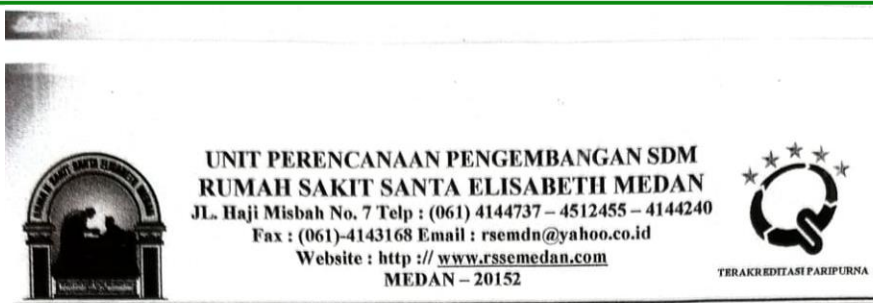 UNIT PERENCANAAN PENGEMBANGAN SDM
RUMAH SAKIT SANTA ELISABETH MEDAN
JL. Haji Misbah No. 7 Telp : (061) 4144737 – 4512455 – 4144240
Fax : (061)-4143168 Email : rsemdn@yahoo.co.id
Website : http :// www.rssemedan.com
MEDAN – 20152
TERAKREDITASI PARIPURNA